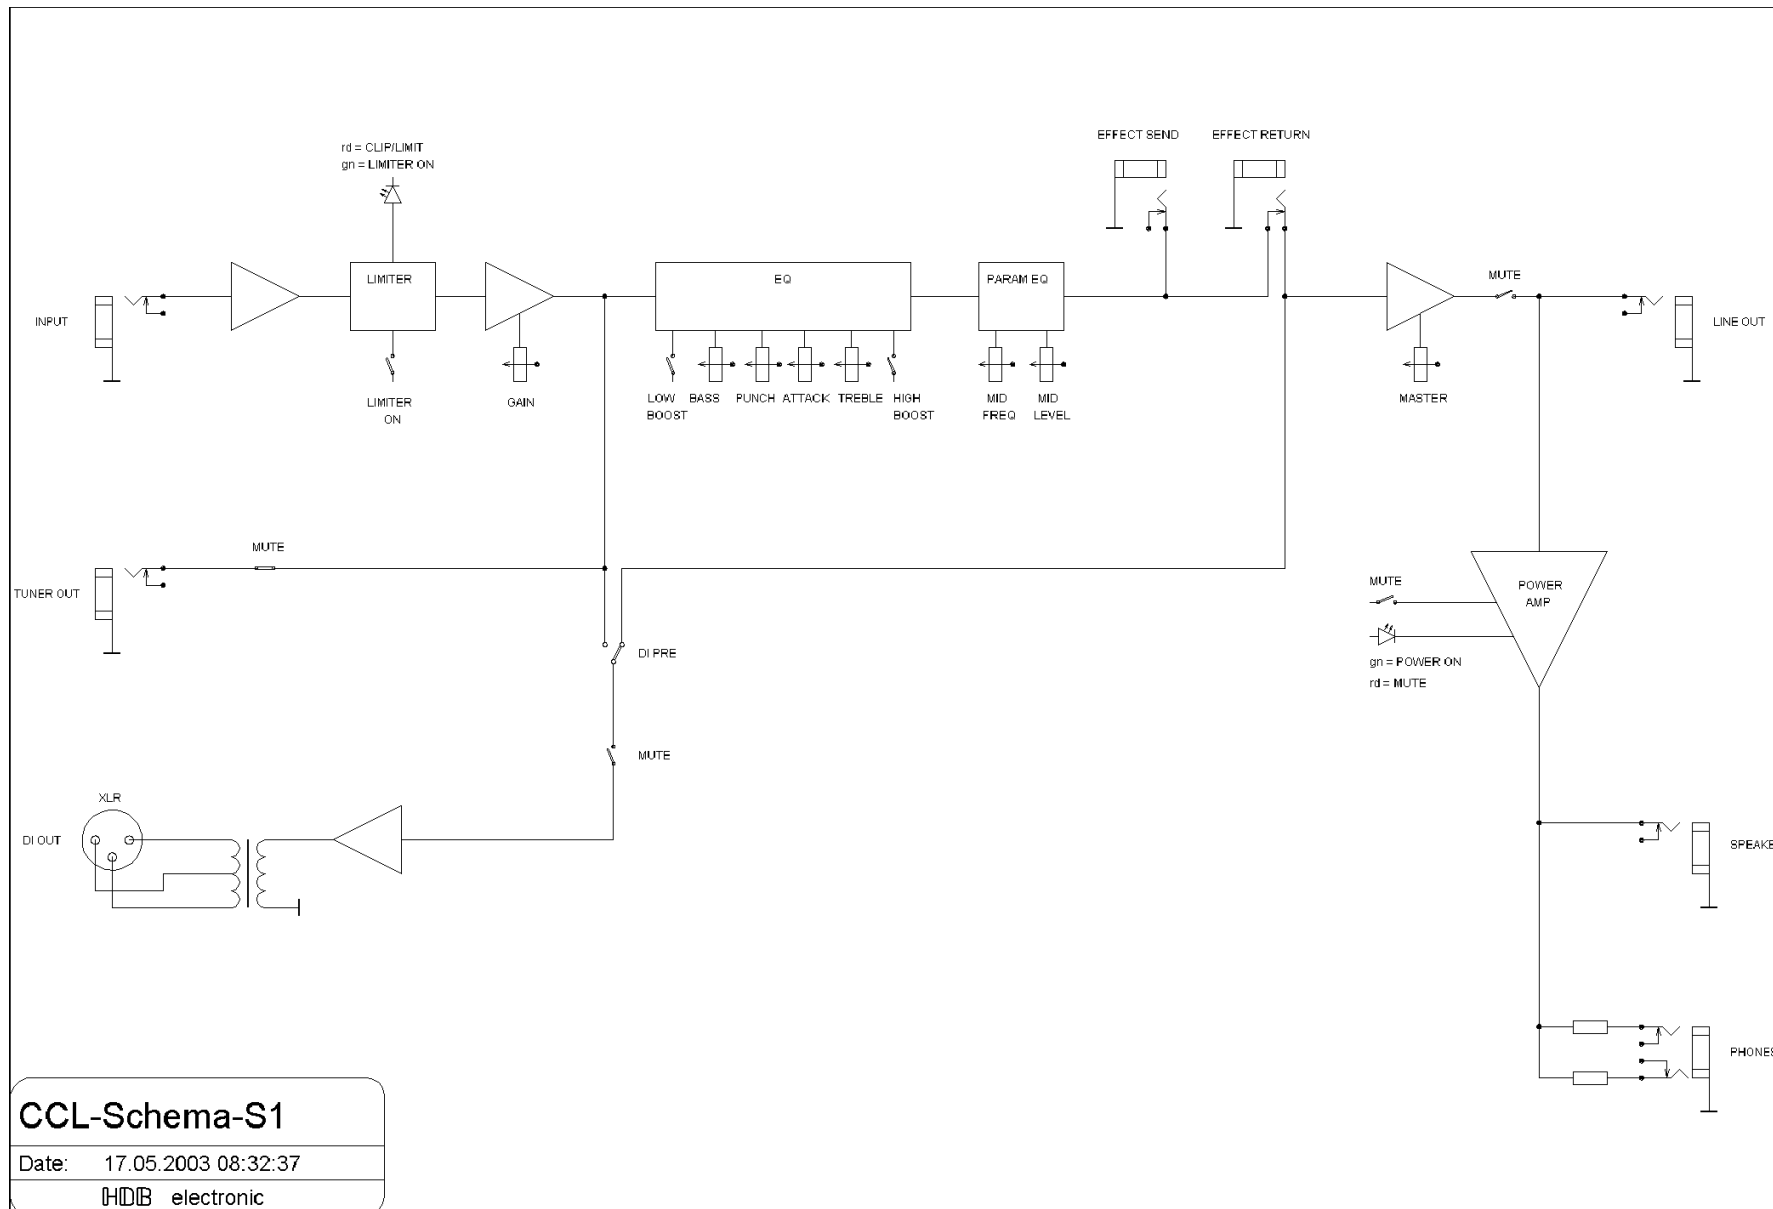 EFFECT SEND
EFFECT RETURN
rd = CLIP/LIMIT
gn = LIMITER ON
INPUT
LIMITER
EQ
PARAM EQ
MUTE
LINE OUT
LIMITER
ON
GAIN
LOW
BOOST
BASS
PUNCH
ATTACK
TREBLE
HIGH
BOOST
MID
FREQ
MID
LEVEL
MASTER
MUTE
TUNER OUT
MUTE
POWER
AMP
DI PRE
gn = POWER ON
rd = MUTE
MUTE
XLR
DI OUT
SPEAKE
PHONES
CCL-Schema-S1
Date: 17.05.2003 08:32:37
HDB electronic